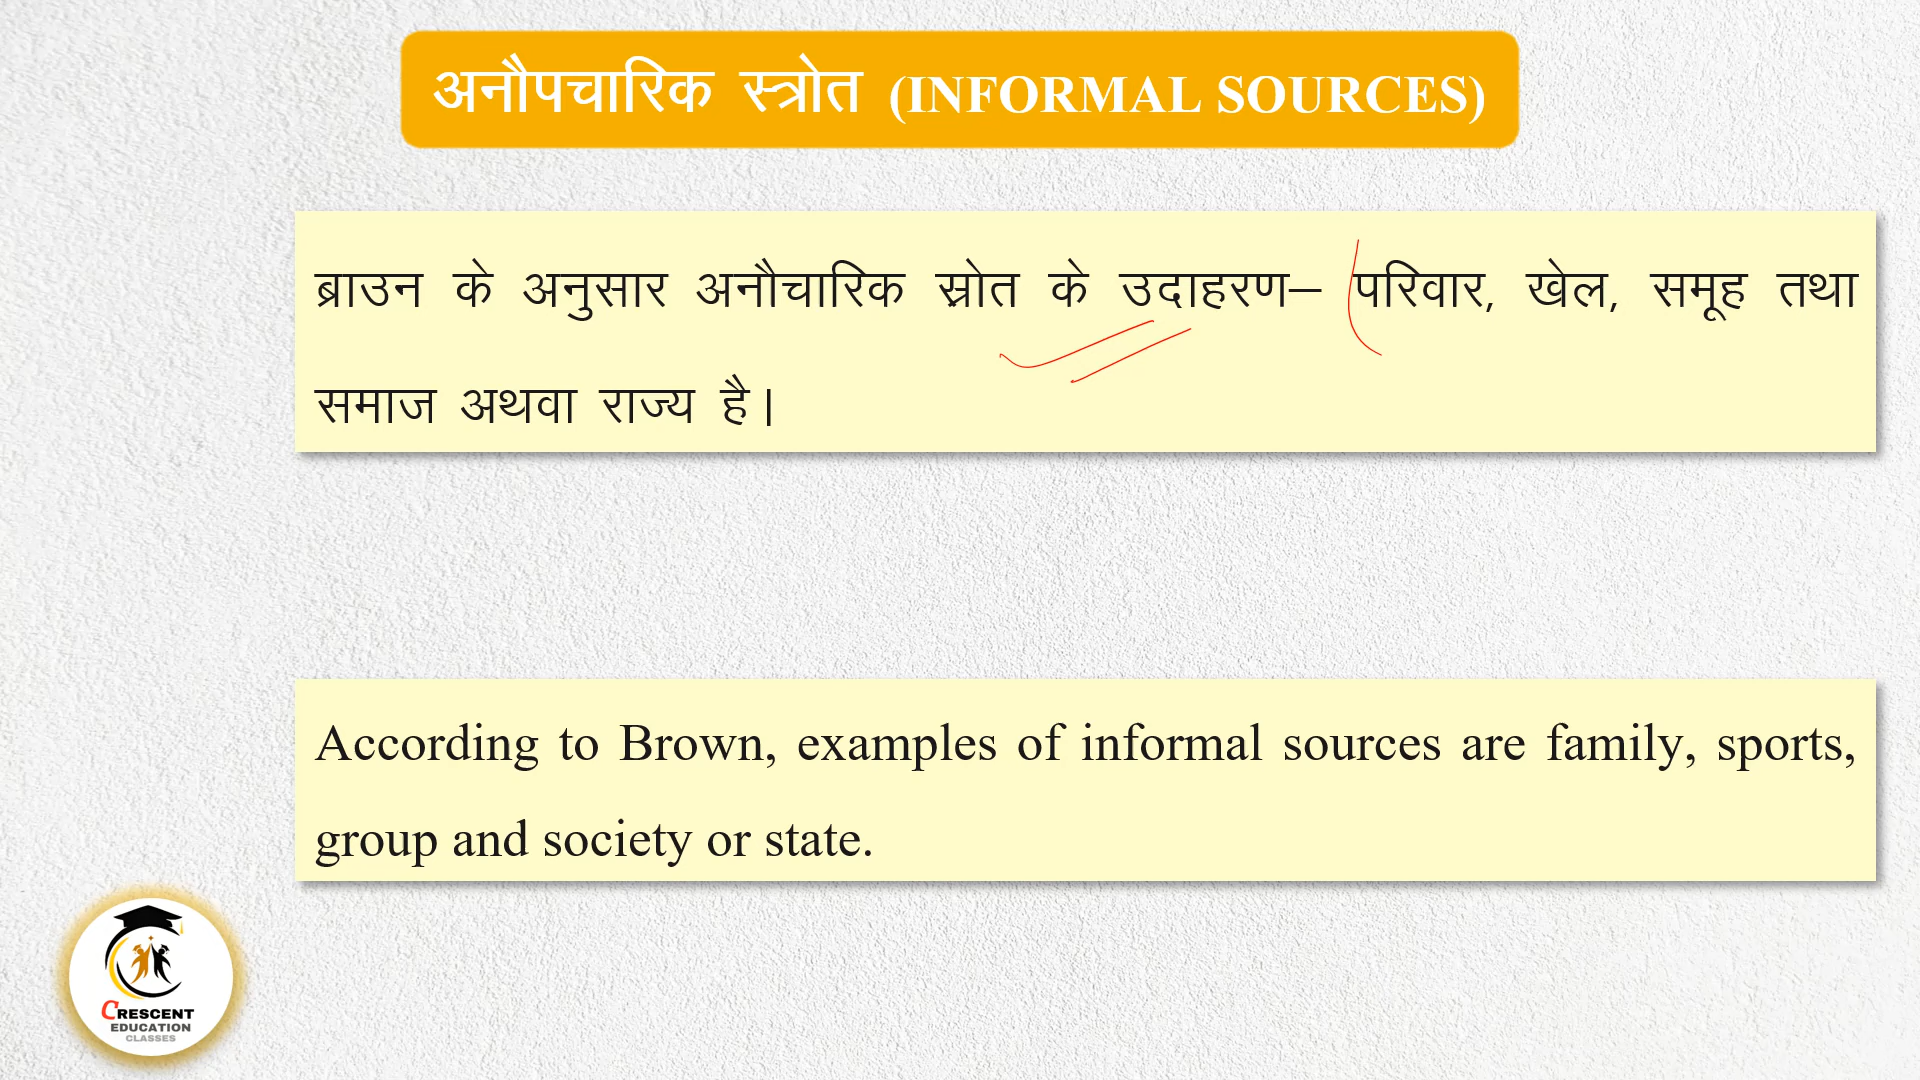 अनौपचारिक स्त्रोत (INFORMAL SOURCES)
ब्राउन के अनुसार अनौचारिक स्रोत के उदाहरण– परिवार, खेल, समूह तथा
समाज अथवा राज्य है।
According to Brown, examples of informal sources are family, sports,
group and society or state.
CRESCENT
EDUCATION
CLASSES